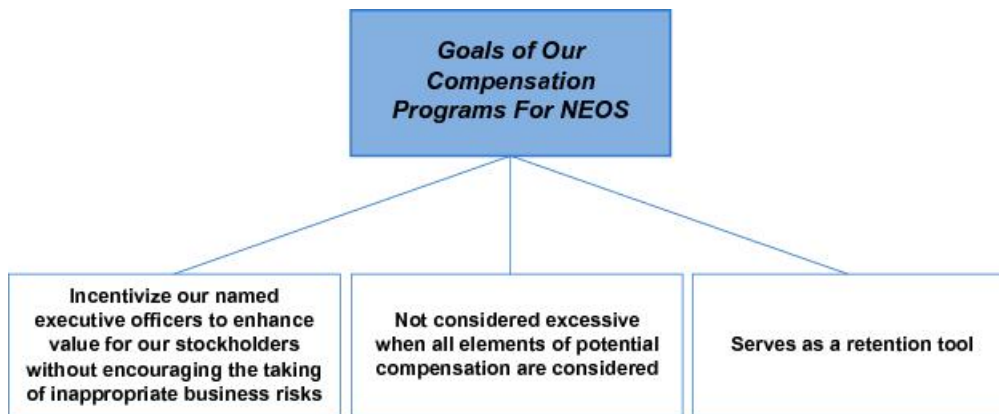 Goals of Our
Compensation
Programs For NEOS
Incentivize our named
executive officers to enhance
value for our stockholders
without encouraging the taking
of inappropriate business risks
Not considered excessive
when all elements of potential
compensation are considered
Serves as a retention tool